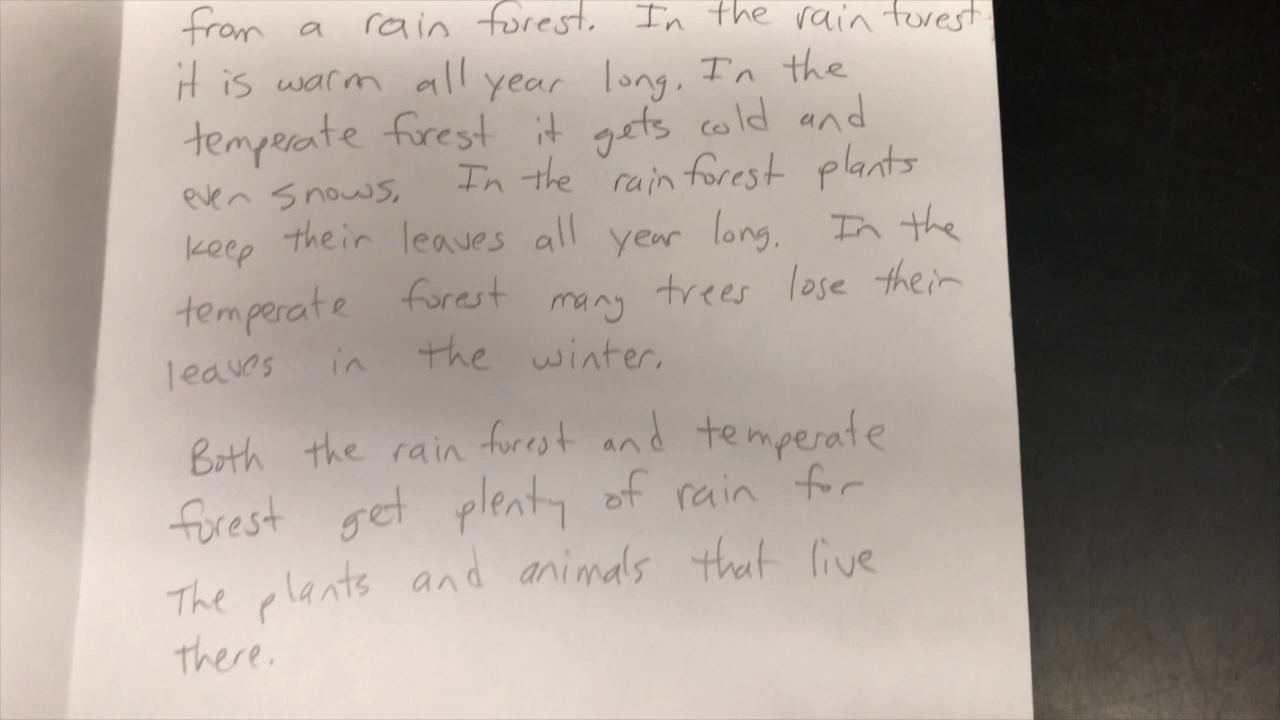 from a rain forest. In the rain forest
it is warm all year long. In the
temperate forest it gets cold and
even snows. In the rain forest plants
keep their leaves all year long. In the
temperate forest many trees lose their
leaves in the winter.
Both the rain forest and temperate
forest get plenty of rain for
The plants and animals that live
there.